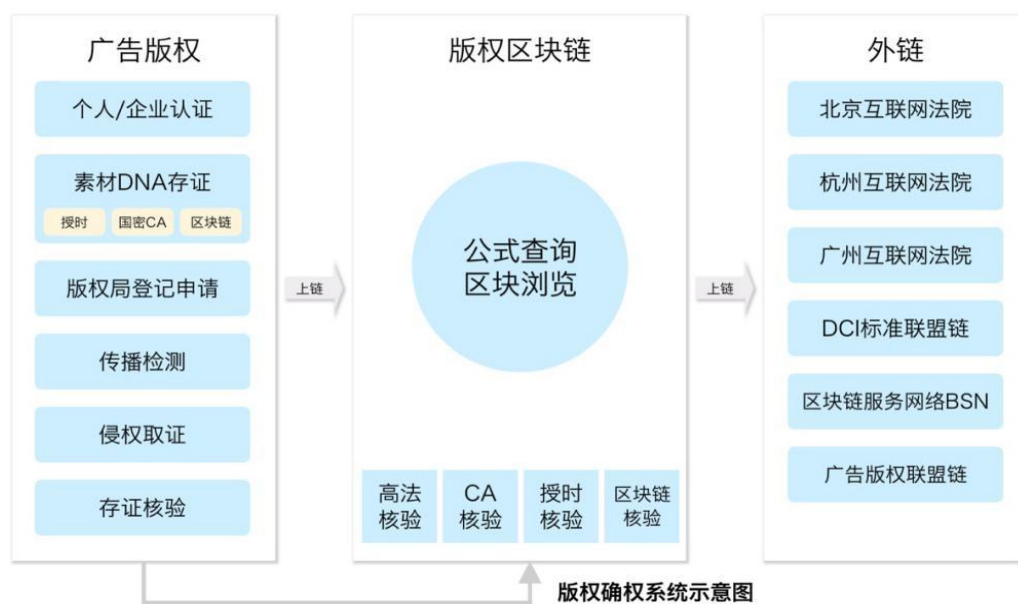 广告版权
个人/企业认证
素材DNA存证
授时
国密CA
区块链
版权局登记申请
传播检测
侵权取证
存证核验
上链
版权区块链
公式查询
区块浏览
高法
核验
CA
核验
授时
核验
区块链
核验
上链
外链
北京互联网法院
杭州互联网法院
广州互联网法院
DCI标准联盟链
区块链服务网络BSN
广告版权联盟链
版权确权系统示意图